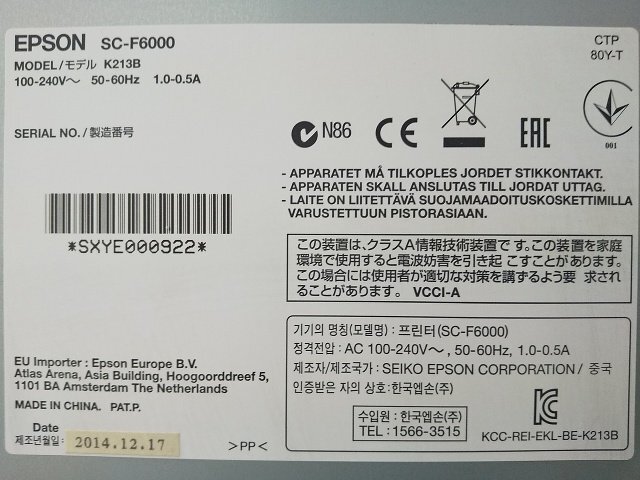 EPSON SC-F6000
MODEL/モデル K213B
100-240V～ 50-60Hz 1.0-0.5A
CTP
80Y-T
SERIAL NO./製造番号
N86
CE
EAC
001
- APPARATET MÅ TILKOPLES JORDET STIKKONTAKT.
- APPARATEN SKALL ANSLUTAS TILL JORDAT UTTAG.
- LAITE ON LIITETTÄVÄ SUOJAMAADOITUSKOSKETTIMILLA
VARUSTETTUUN PISTORASIAAN.
*SXYE000922*
この装置は、クラスA情報技術装置です。この装置を家庭
環境で使用すると電波妨害を引き起こすことがあります。
この場合には使用者が適切な対策を講ずるよう要求され
ることがあります。 VCCI-A
EU Importer : Epson Europe B.V.
Atlas Arena, Asia Building, Hoogoorddreef 5,
1101 BA Amsterdam The Netherlands
MADE IN CHINA. PAT.P.
Date
제조년월일: 2014.12.17
>PP<
기기의 명칭(모델명) : 프린터(SC-F6000)
정격전압 : AC 100-240V～, 50-60Hz, 1.0-0.5A
제조자/제조국가: SEIKO EPSON CORPORATION / 중국
인증받은 자의 상호:한국엡손(주)
수입원 : 한국엡손(주)
TEL : 1566-3515
KCC-REI-EKL-BE-K213B